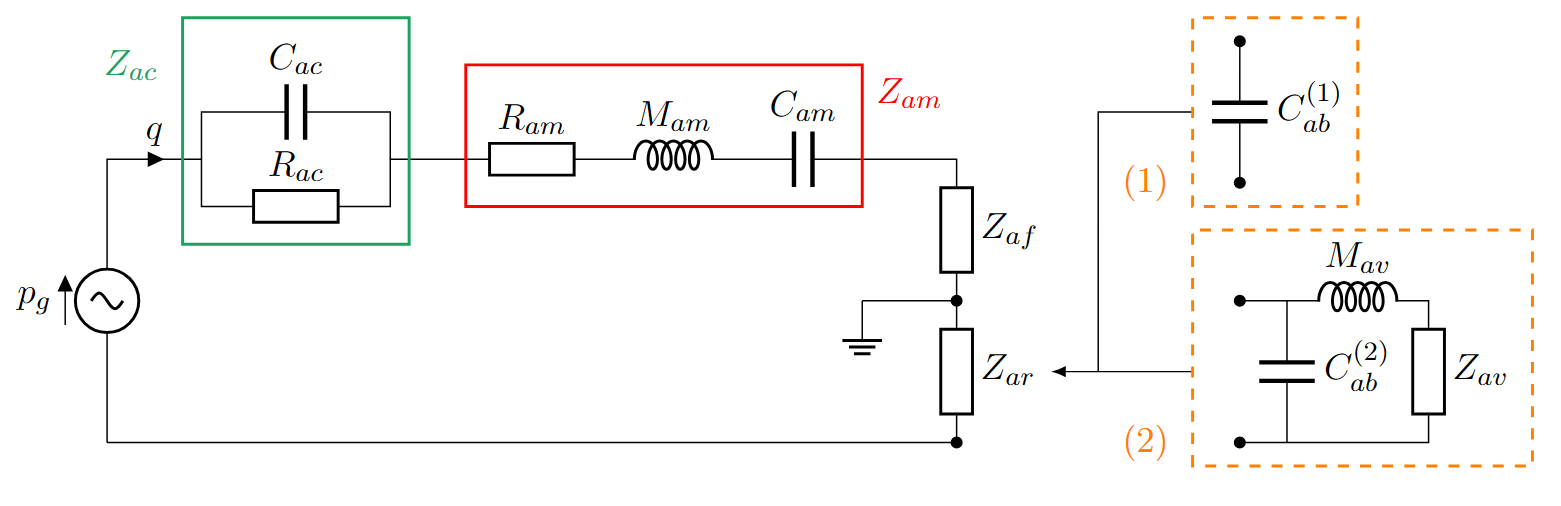 Z_{ac}
C_{ac}
R_{ac}
q
p_g
R_{am}
M_{am}
C_{am}
Z_{am}
Z_{af}
Z_{ar}
(1)
C_{ab}^{(1)}
(2)
M_{av}
C_{ab}^{(2)}
Z_{av}